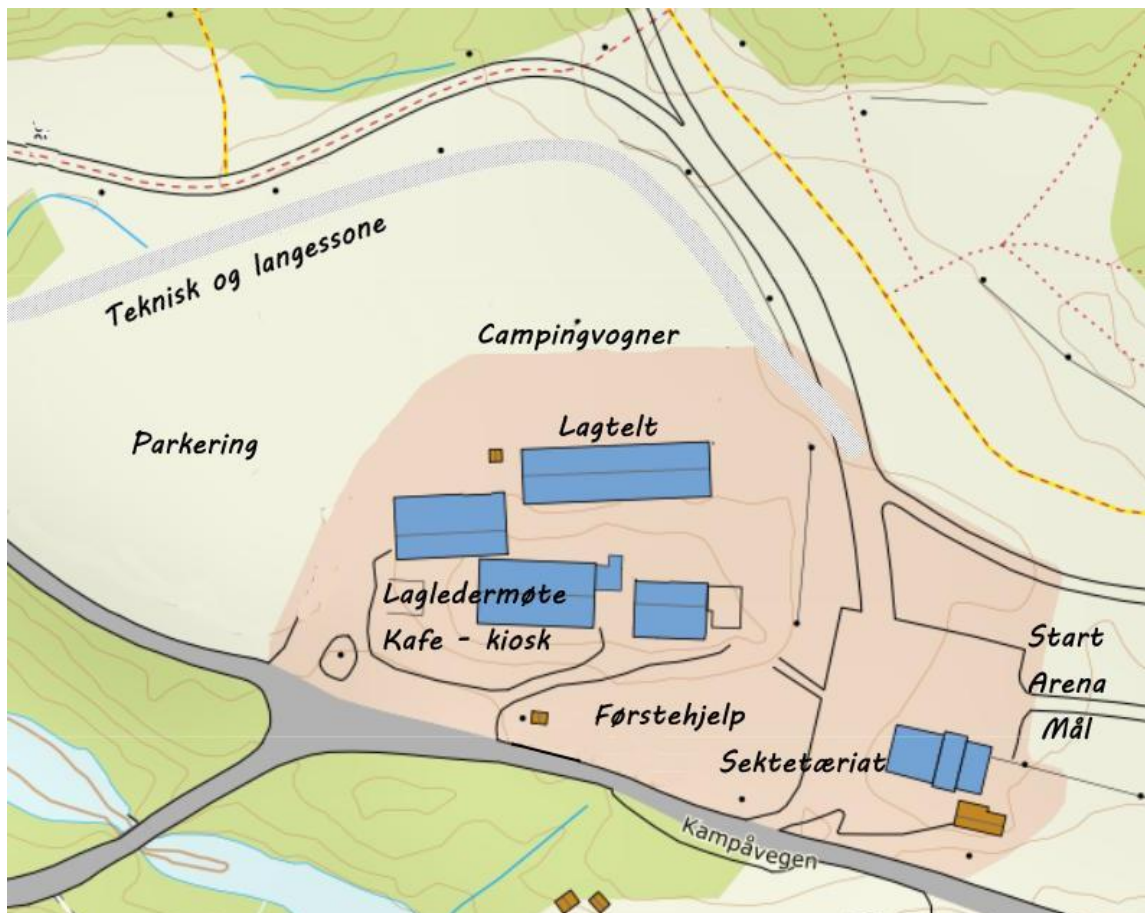 Teknisk og langessone
Campingvogner
Parkering
Lagtelt
Lagledermøte
Kafe - kiosk
Start
Arena
Mål
Førstehjelp
Sektetæriat
Kampåvegen